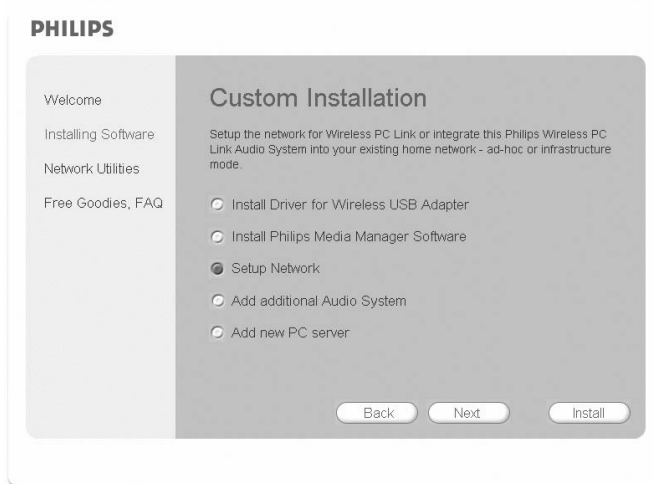 PHILIPS
Welcome
Installing Software
Network Utilities
Free Goodies, FAQ
Custom Installation
Setup the network for Wireless PC Link or integrate this Philips Wireless PC
Link Audio System into your existing home network - ad-hoc or infrastructure
mode.
Install Driver for Wireless USB Adapter
Install Philips Media Manager Software
Setup Network
Add additional Audio System
Add new PC server
Back
Next
Install